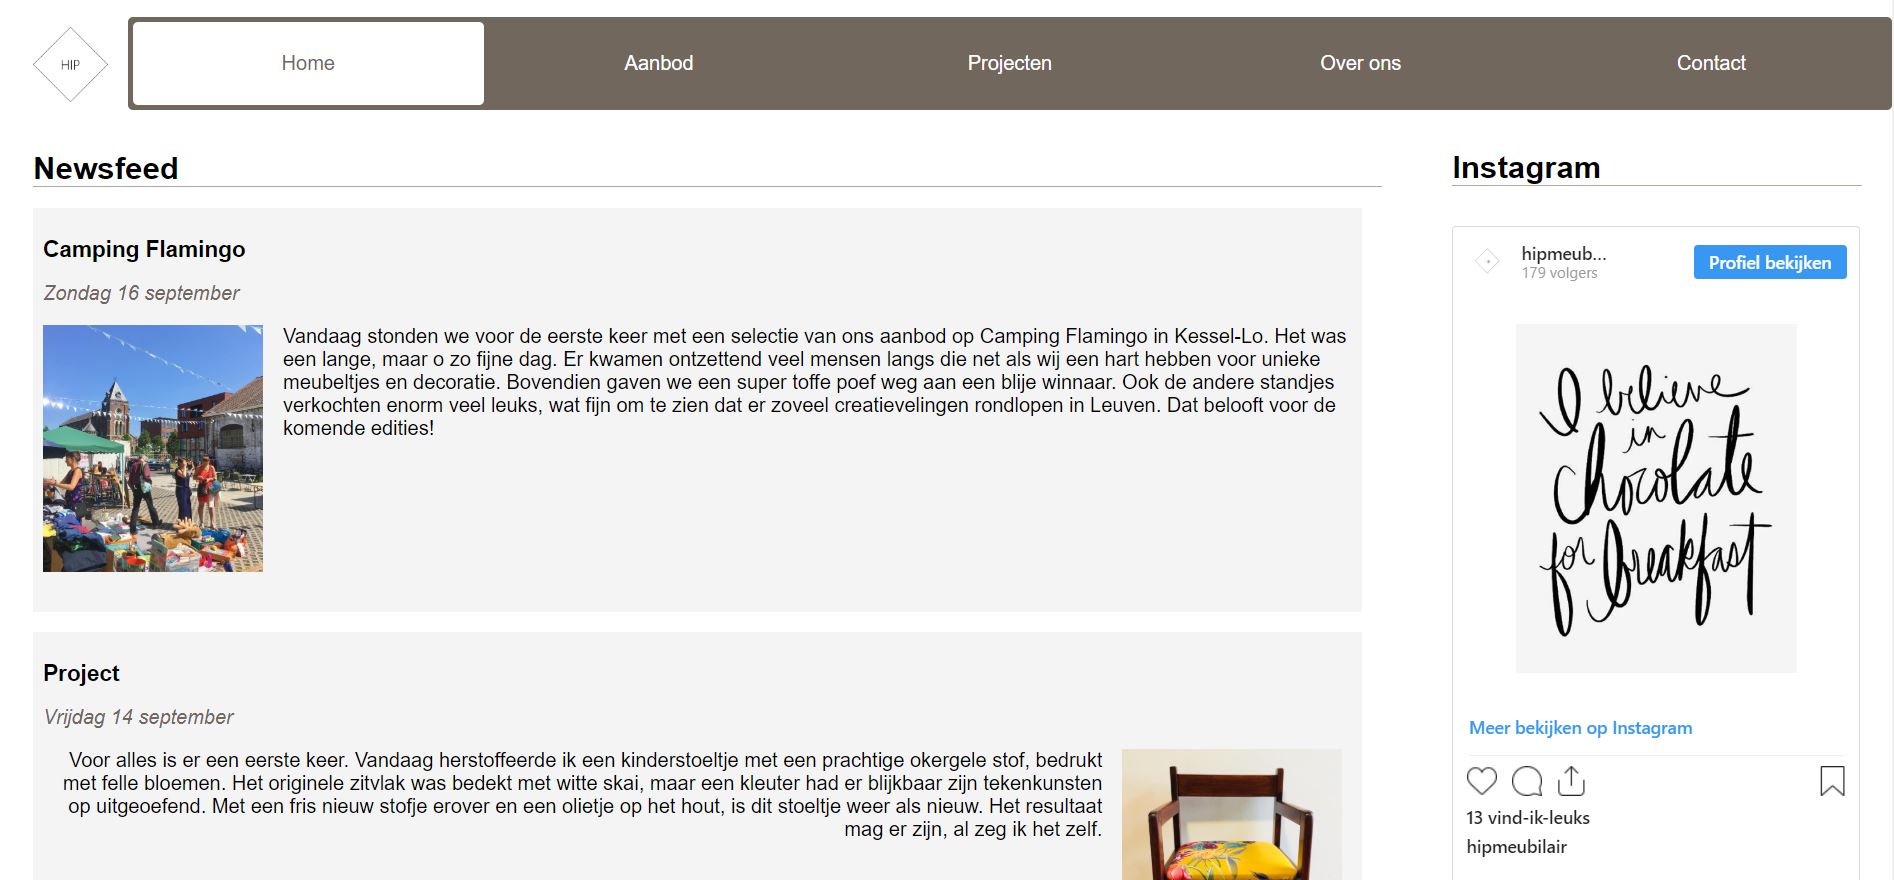 HIP
Home
Aanbod
Projecten
Over ons
Contact
Newsfeed
Camping Flamingo
Zondag 16 september
Vandaag stonden we voor de eerste keer met een selectie van ons aanbod op Camping Flamingo in Kessel-Lo. Het was
een lange, maar o zo fijne dag. Er kwamen ontzettend veel mensen langs die net als wij een hart hebben voor unieke
meubeltjes en decoratie. Bovendien gaven we een super toffe poef weg aan een blije winnaar. Ook de andere standjes
verkochten enorm veel leuks, wat fijn om te zien dat er zoveel creatievelingen rondlopen in Leuven. Dat belooft voor de
komende edities!
Project
Vrijdag 14 september
Voor alles is er een eerste keer. Vandaag herstoffeerde ik een kinderstoeltje met een prachtige okergele stof, bedrukt
met felle bloemen. Het originele zitvlak was bedekt met witte skai, maar een kleuter had er blijkbaar zijn tekenkunsten
op uitgeoefend. Met een fris nieuw stofje erover en een olietje op het hout, is dit stoeltje weer als nieuw. Het resultaat
mag er zijn, al zeg ik het zelf.
Instagram
hipmeub...
179 volgers
Profiel bekijken
I believe
in
chocolate
for breakfast
Meer bekijken op Instagram
13 vind-ik-leuks
hipmeubilair